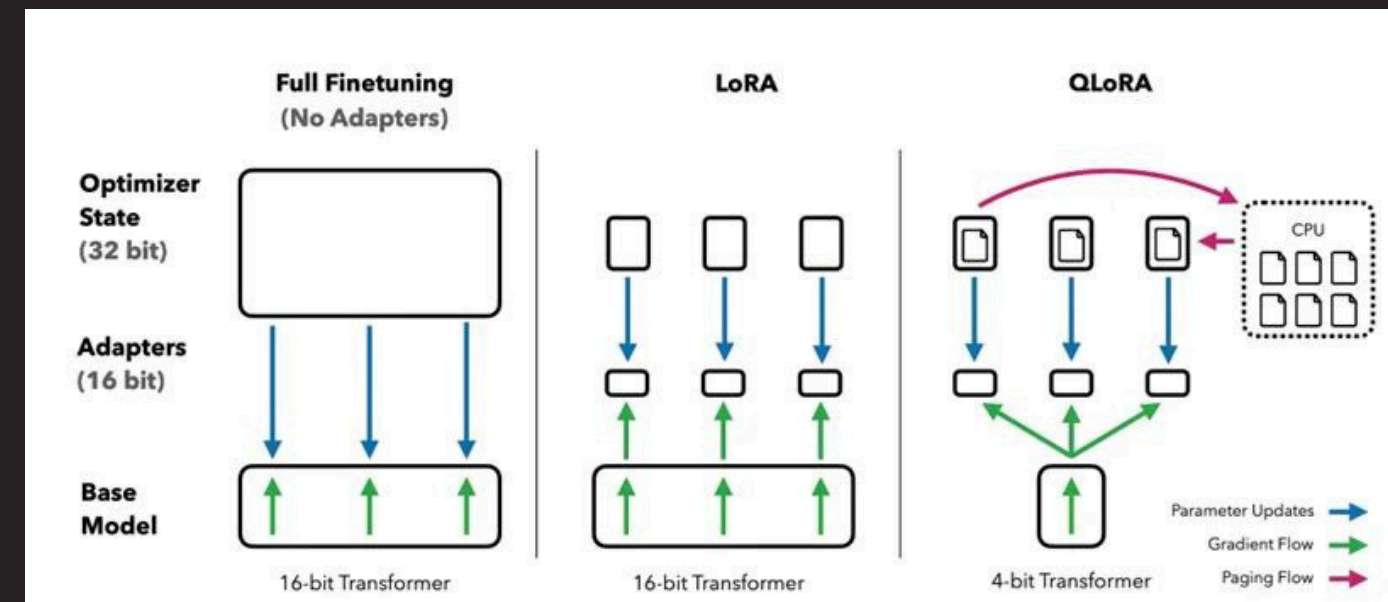 Full Finetuning
(No Adapters)
LoRA
QLoRA
Optimizer
State
(32 bit)
CPU
Adapters
(16 bit)
Base
Model
Parameter Updates
Gradient Flow
Paging Flow
16-bit Transformer
16-bit Transformer
4-bit Transformer